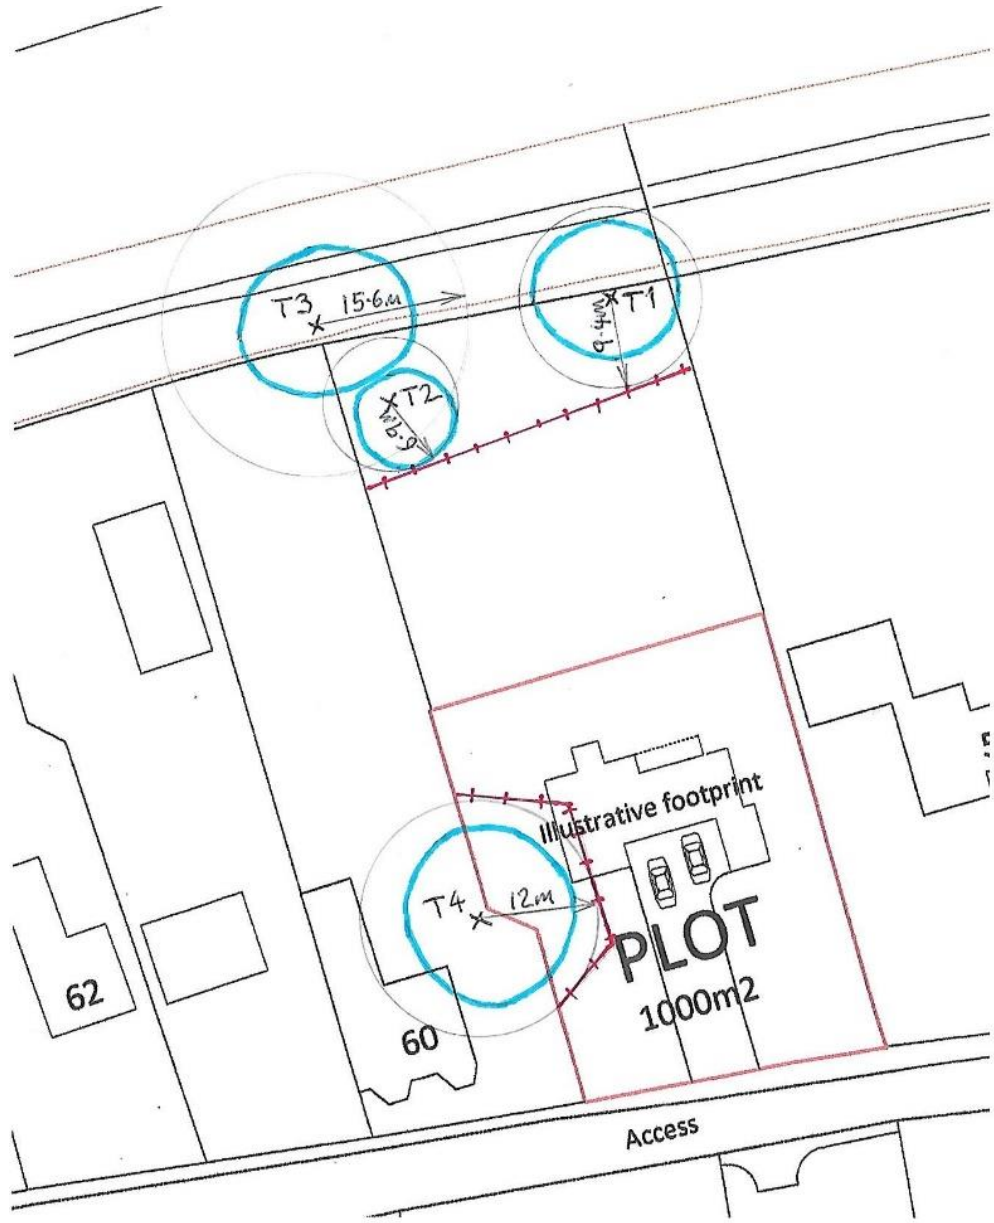 T3
15·6m
T1
9·4m
T2
6·9m
Illustrative footprint
T4
12m
PLOT
1000m2
62
60
Access